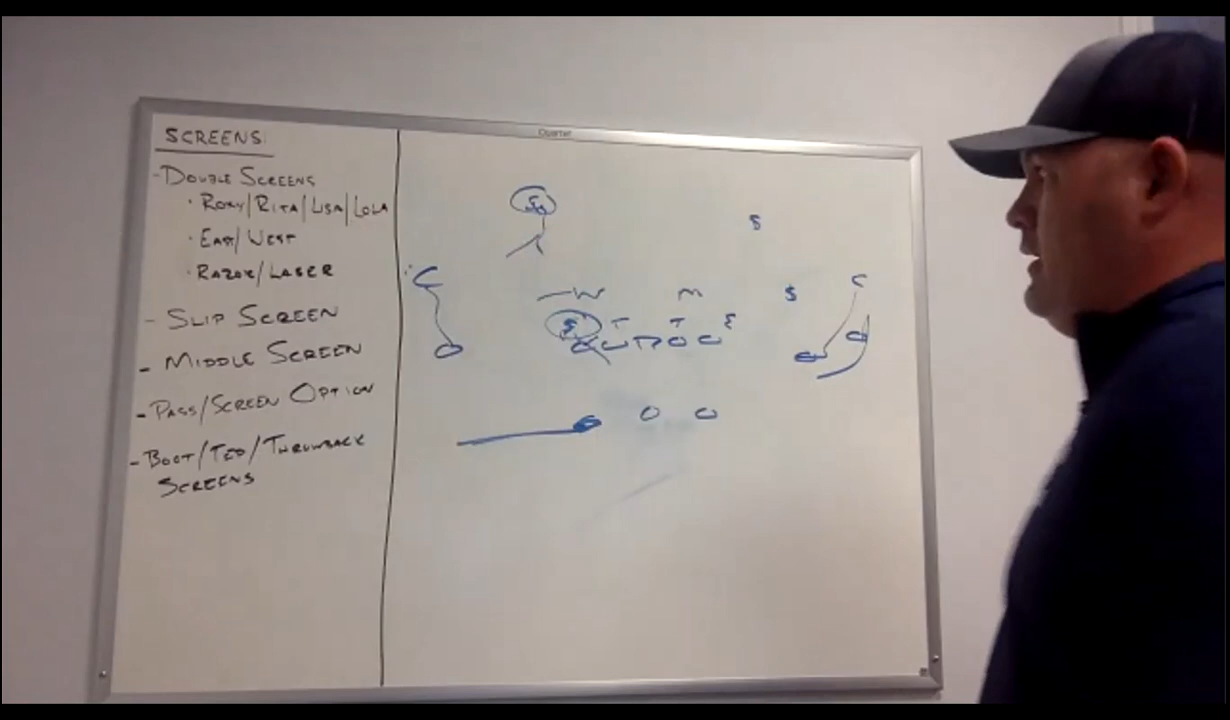 SCREENS:
- DOUBLE SCREENS
· ROXY/RITA/LISA/LOLA
· EAST/WEST
· RAZOR/LASER
- SLIP SCREEN
- MIDDLE SCREEN
- PASS/SCREEN OPTION
- BOOT/TED/THROWBACK
SCREENS
Quartet
S
S
C
W
M
S
C
T
T
E